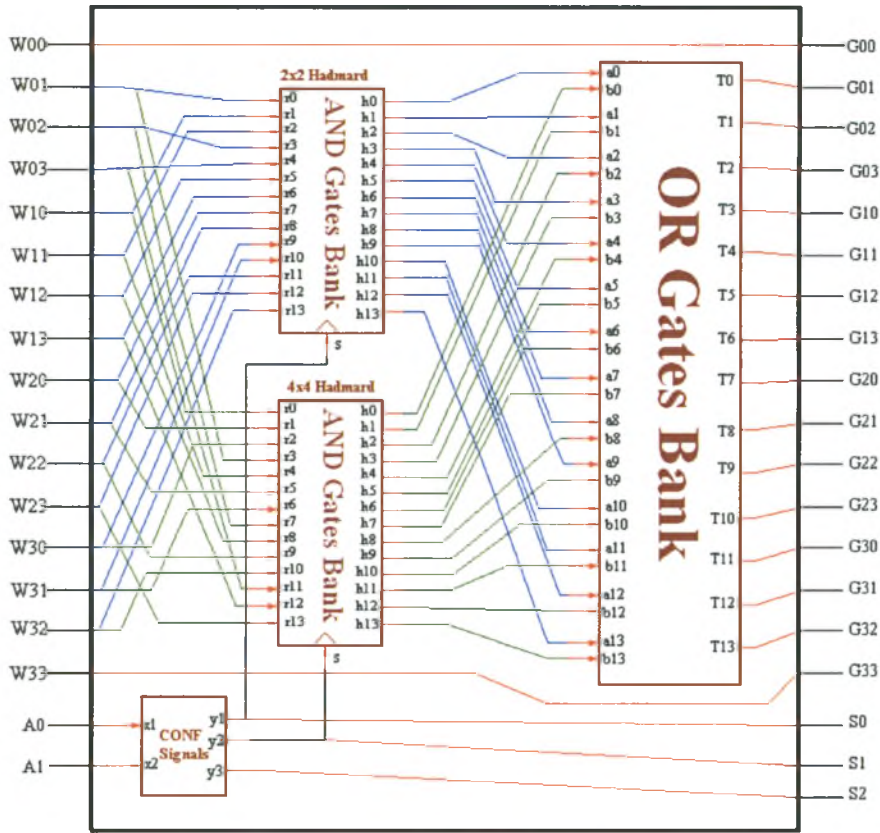 W00
W01
W02
W03
W10
W11
W12
W13
W20
W21
W22
W23
W30
W31
W32
W33
A0
A1
2x2 Hadmard
r0
r1
r2
r3
r4
r5
r6
r7
r8
r9
r10
r11
r12
r13
AND Gates Bank
h0
h1
h2
h3
h4
h5
h6
h7
h8
h9
h10
h11
h12
h13
s
4x4 Hadmard
r0
r1
r2
r3
r4
r5
r6
r7
r8
r9
r10
r11
r12
r13
AND Gates Bank
h0
h1
h2
h3
h4
h5
h6
h7
h8
h9
h10
h11
h12
h13
s
x1
x2
CONF
Signals
y1
y2
y3
a0
b0
a1
b1
a2
b2
a3
b3
a4
b4
a5
b5
a6
b6
a7
b7
a8
b8
a9
b9
a10
b10
a11
b11
a12
b12
a13
b13
OR Gates Bank
T0
T1
T2
T3
T4
T5
T6
T7
T8
T9
T10
T11
T12
T13
G00
G01
G02
G03
G10
G11
G12
G13
G20
G21
G22
G23
G30
G31
G32
G33
S0
S1
S2